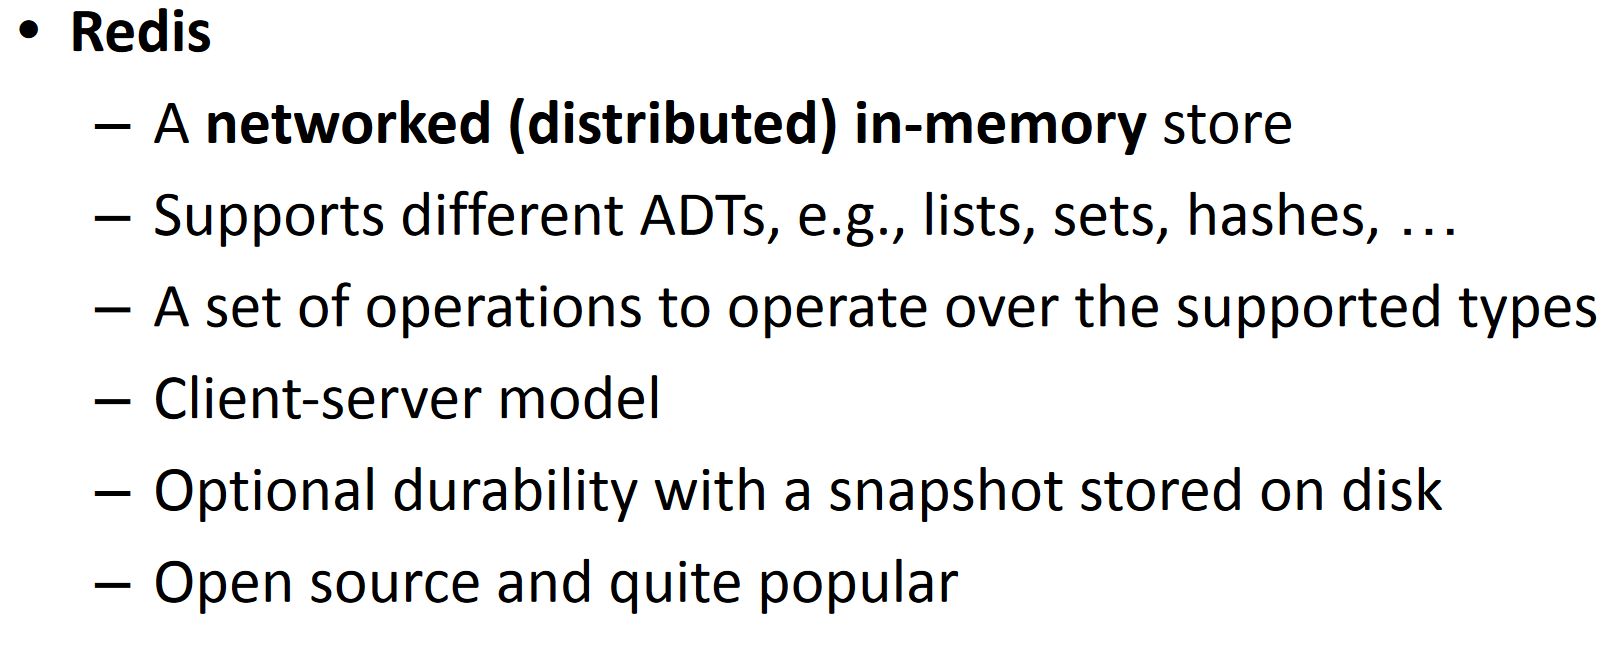 • Redis
– A networked (distributed) in-memory store
– Supports different ADTs, e.g., lists, sets, hashes, …
– A set of operations to operate over the supported types
– Client-server model
– Optional durability with a snapshot stored on disk
– Open source and quite popular